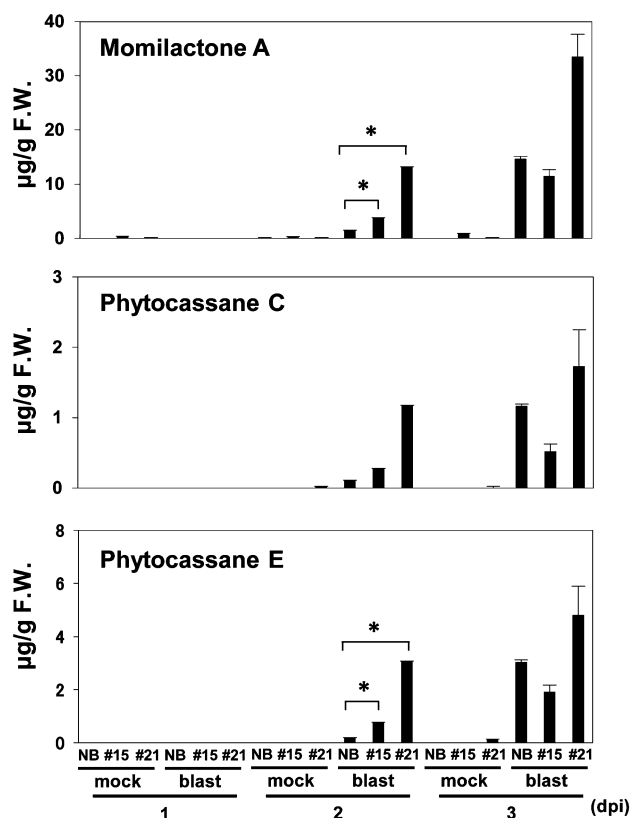 Momilactone A
µg/g F.W.
40
30
20
10
0
*
*
Phytocassane C
µg/g F.W.
3
2
1
0
Phytocassane E
µg/g F.W.
8
6
4
2
0
*
*
NB #15 #21 NB #15 #21 NB #15 #21 NB #15 #21 NB #15 #21 NB #15 #21
mock blast mock blast mock blast
1 2 3 (dpi)